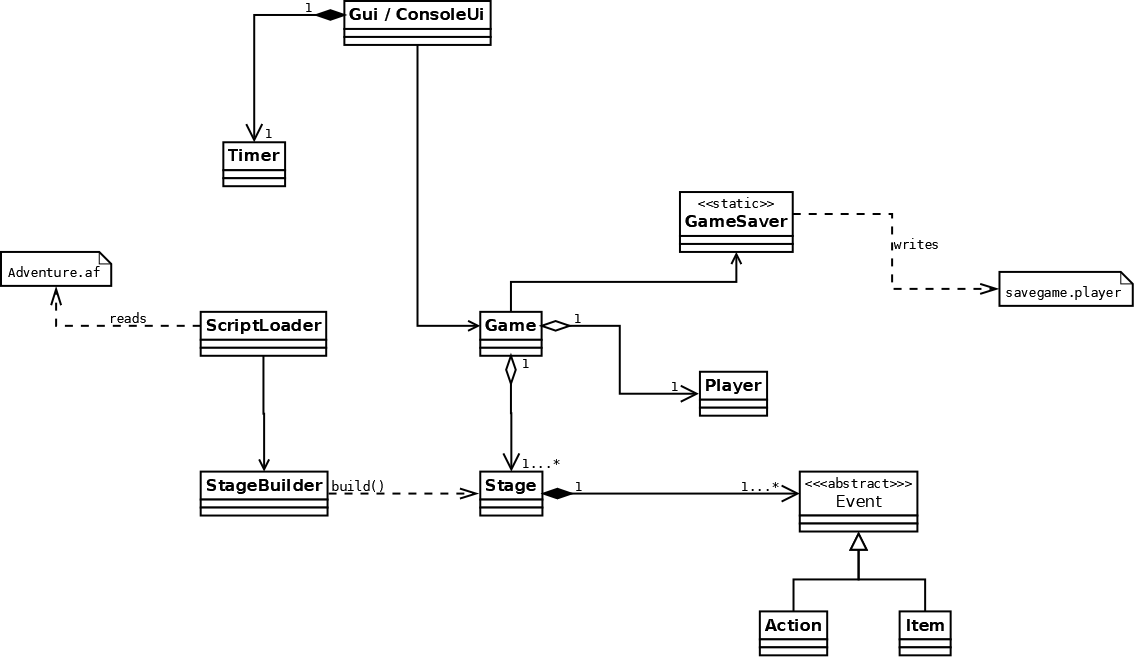 1
Gui / ConsoleUi
1
Timer
<<static>>
GameSaver
writes
Adventure.af
savegame.player
reads
ScriptLoader
Game
1
1
1
Player
1...*
StageBuilder
build()
Stage
1
1...*
<<<abstract>>>
Event
Action
Item